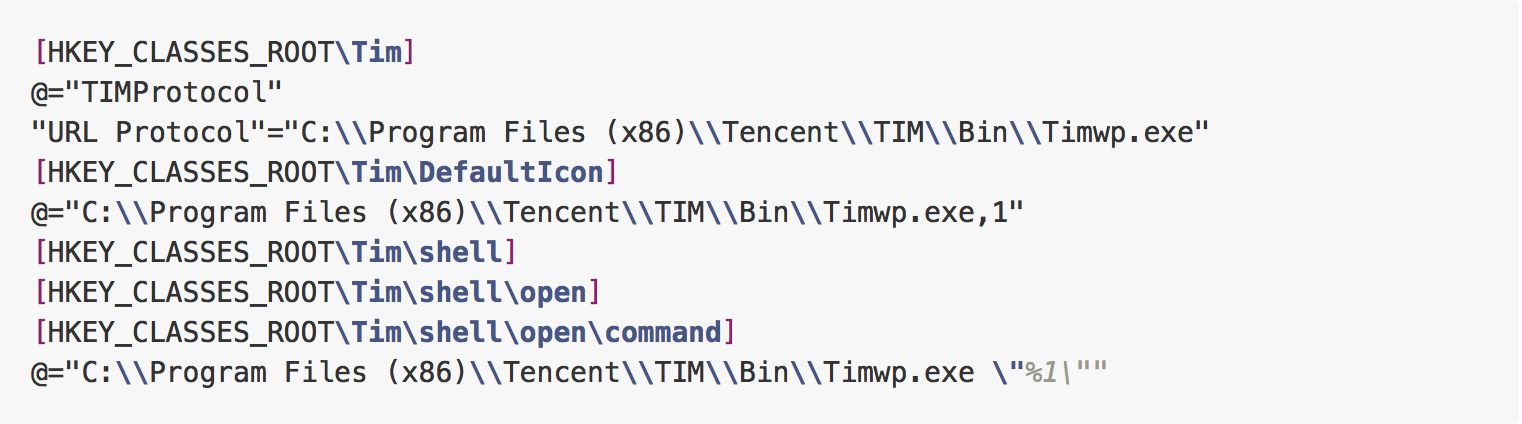 [HKEY_CLASSES_ROOT\Tim]
@="TIMProtocol"
"URL Protocol"="C:\\Program Files (x86)\\Tencent\\TIM\\Bin\\Timwp.exe"
[HKEY_CLASSES_ROOT\Tim\DefaultIcon]
@="C:\\Program Files (x86)\\Tencent\\TIM\\Bin\\Timwp.exe,1"
[HKEY_CLASSES_ROOT\Tim\shell]
[HKEY_CLASSES_ROOT\Tim\shell\open]
[HKEY_CLASSES_ROOT\Tim\shell\open\command]
@="C:\\Program Files (x86)\\Tencent\\TIM\\Bin\\Timwp.exe \"%1\""